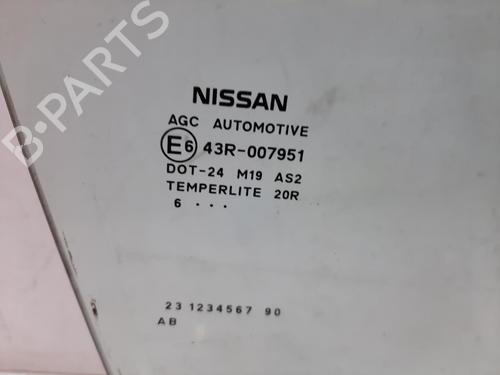 B-PARTS
NISSAN
AGC AUTOMOTIVE
E6 43R-007951
DOT-24 M19 AS2
TEMPERLITE 20R
6 ...
23 1234567 90
AB